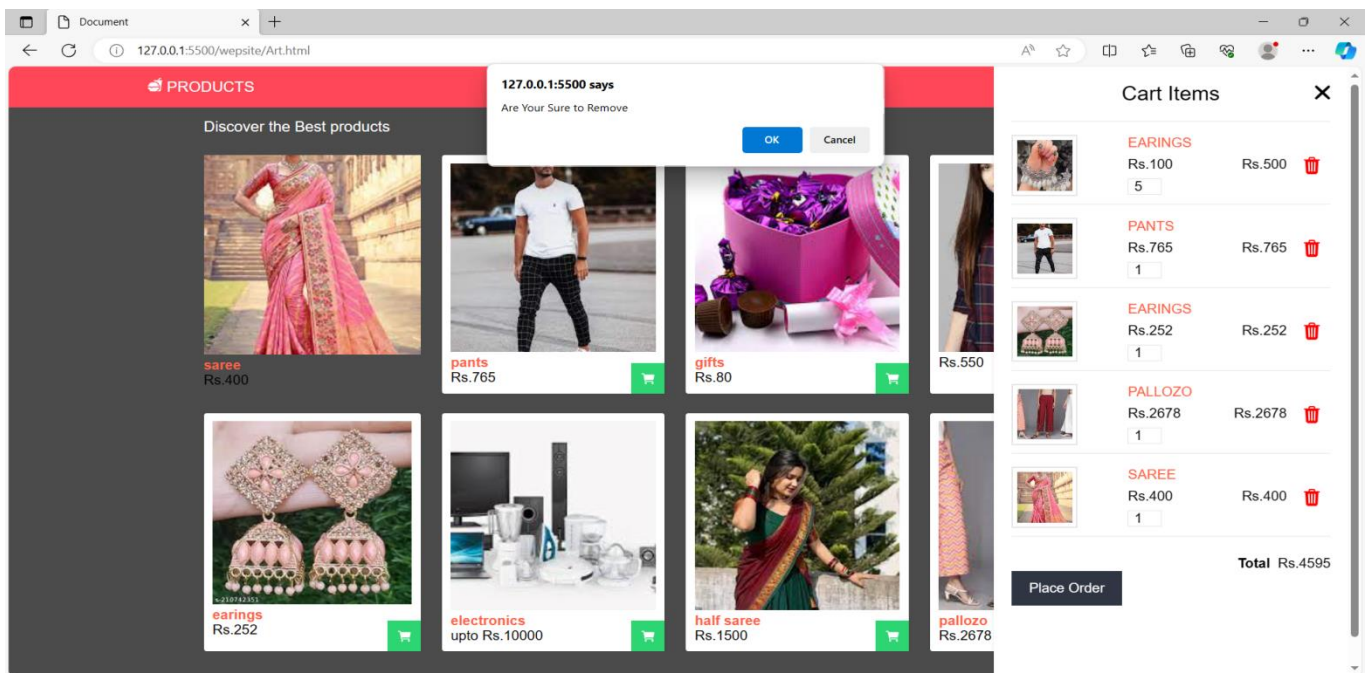 Document
127.0.0.1:5500/wepsite/Art.html
PRODUCTS
127.0.0.1:5500 says
Are Your Sure to Remove
OK
Cancel
Discover the Best products
saree
Rs.400
pants
Rs.765
gifts
Rs.80
Rs.550
s-210742351
earings
Rs.252
electronics
upto Rs.10000
half saree
Rs.1500
pallozo
Rs.2678
Cart Items
EARINGS
Rs.100 Rs.500
5
PANTS
Rs.765 Rs.765
1
EARINGS
Rs.252 Rs.252
1
PALLOZO
Rs.2678 Rs.2678
1
SAREE
Rs.400 Rs.400
1
Total Rs.4595
Place Order